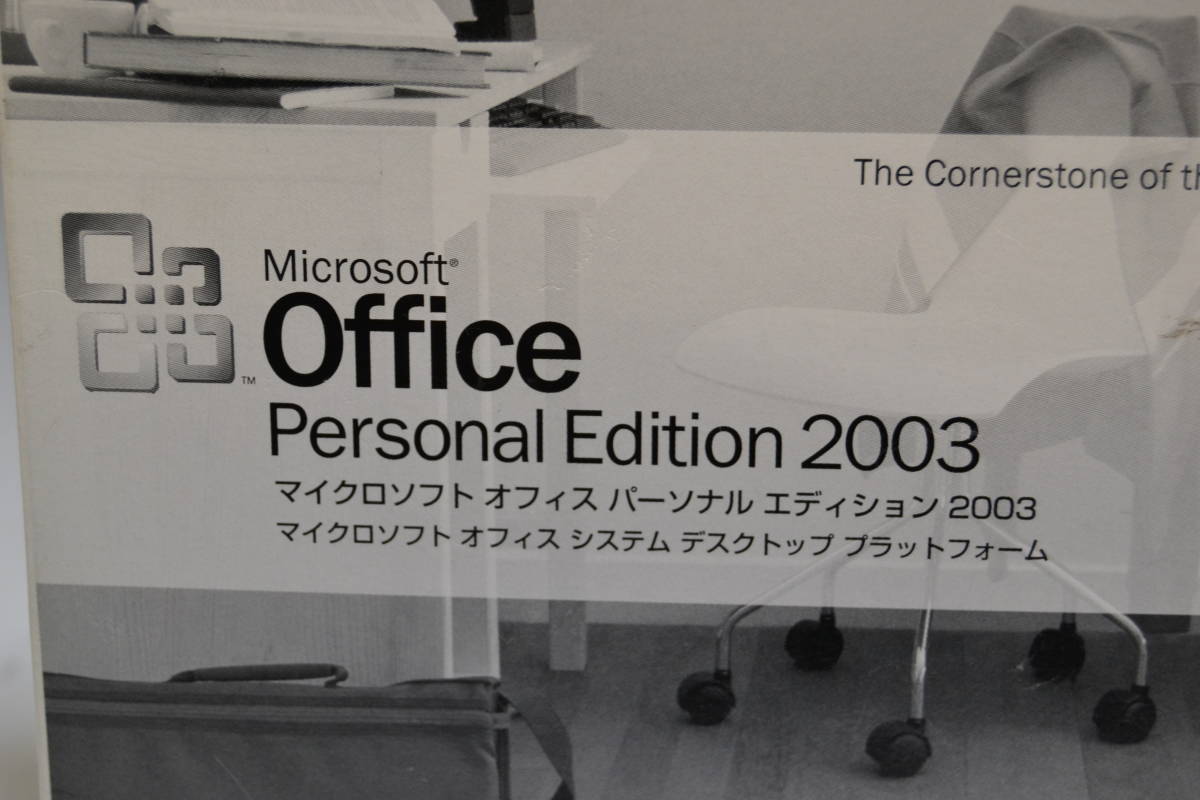 The Cornerstone of
Microsoft®
Office
™
Personal Edition 2003
マイクロソフト オフィス パーソナル エディション 2003
マイクロソフト オフィス システム デスクトップ プラットフォーム